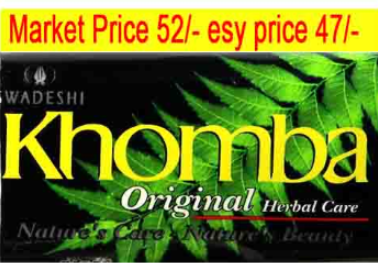 Market Price 52/- esy price 47/-
SWADESHI
Khomba
Original Herbal Care
Nature's Care - Nature's Beauty